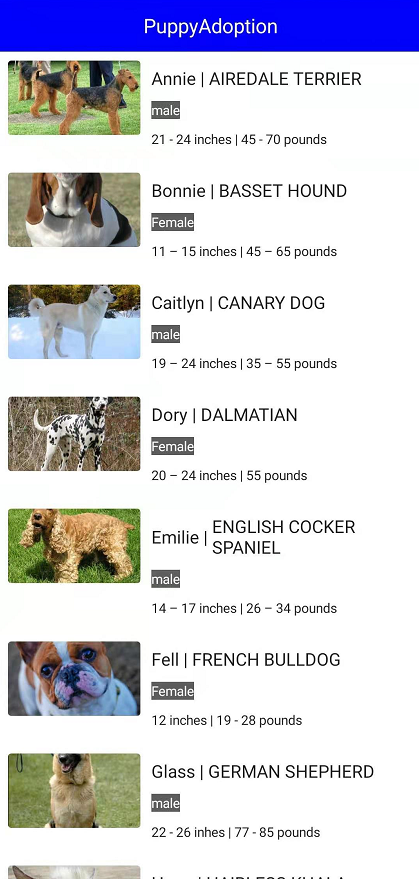 PuppyAdoption
Annie | AIREDALE TERRIER
male
21 - 24 inches | 45 - 70 pounds
Bonnie | BASSET HOUND
Female
11 – 15 inches | 45 – 65 pounds
Caitlyn | CANARY DOG
male
19 – 24 inches | 35 – 55 pounds
Dory | DALMATIAN
Female
20 – 24 inches | 55 pounds
Emilie | ENGLISH COCKER
SPANIEL
male
14 – 17 inches | 26 – 34 pounds
Fell | FRENCH BULLDOG
Female
12 inches | 19 - 28 pounds
Glass | GERMAN SHEPHERD
male
22 - 26 inhes | 77 - 85 pounds